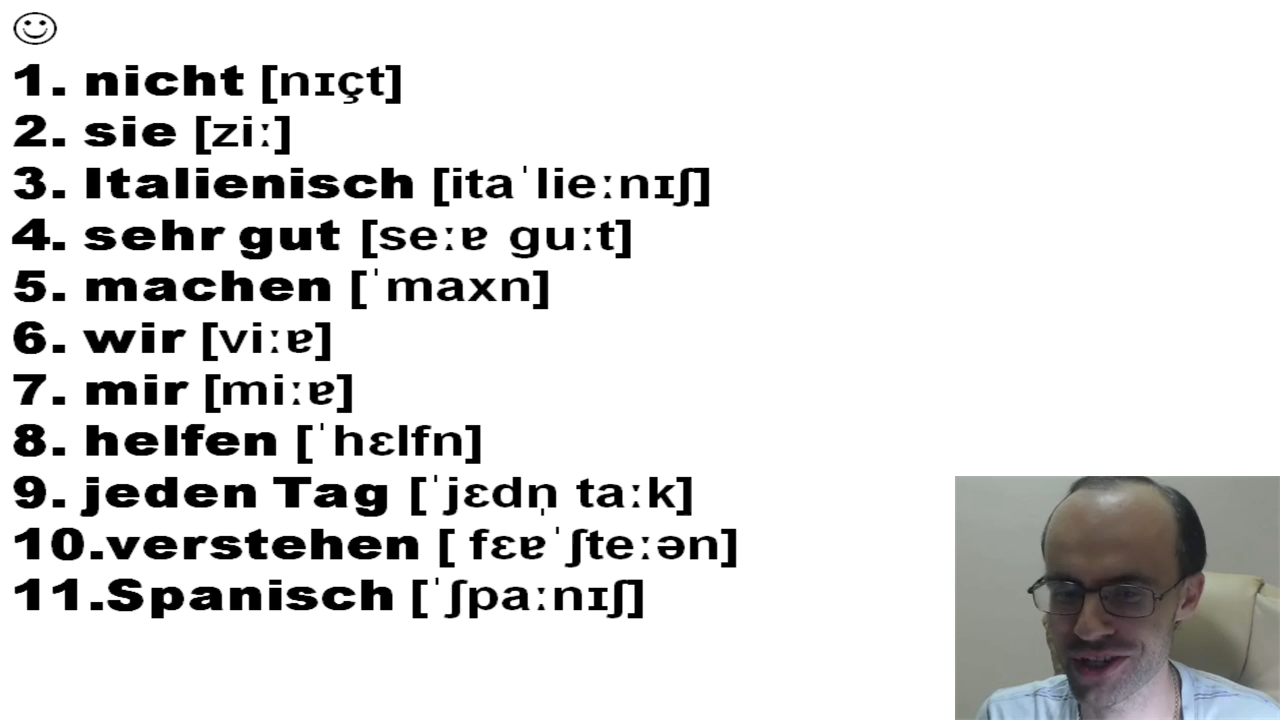 ☺
1. nicht [nɪçt]
2. sie [ziː]
3. Italienisch [itaˈlieːnɪʃ]
4. sehr gut [seːɐ guːt]
5. machen [ˈmaxn]
6. wir [viːɐ]
7. mir [miːɐ]
8. helfen [ˈhɛlfn]
9. jeden Tag [ˈjɛdn̩ taːk]
10.verstehen [ fɛɐˈʃteːən]
11.Spanisch [ˈʃpaːnɪʃ]